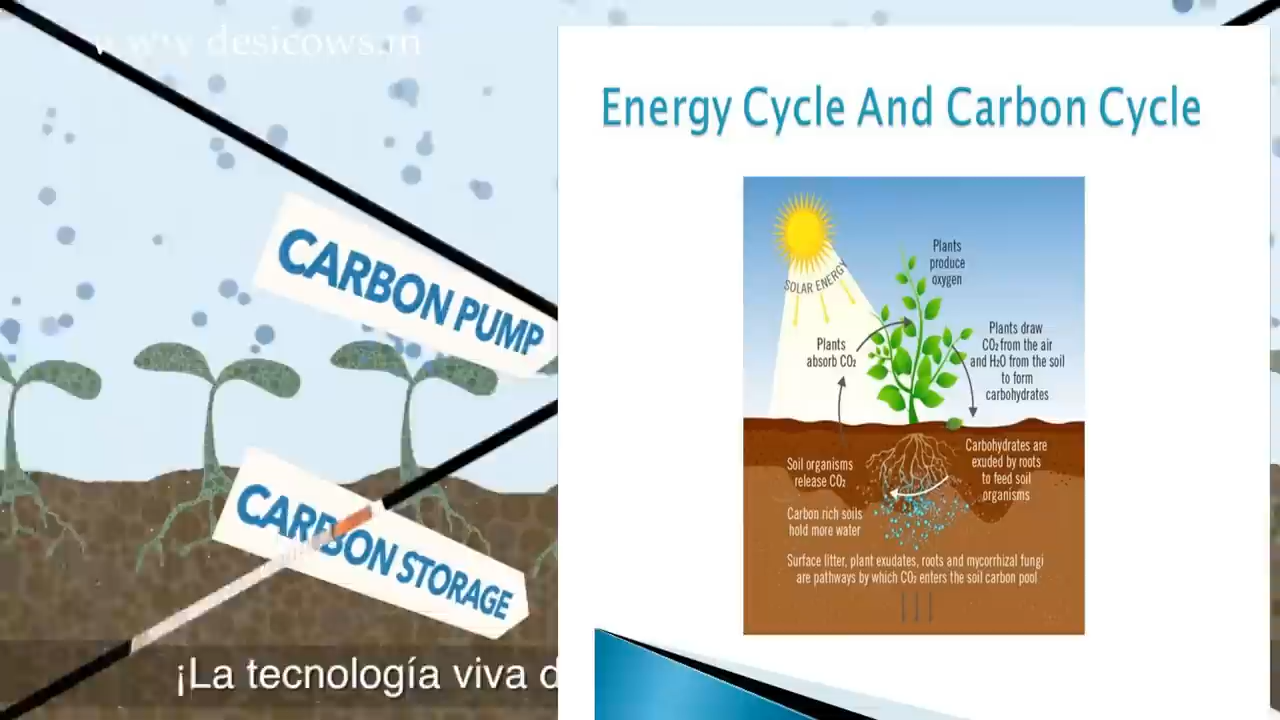 www.desicows.in
CARBON PUMP
CARBON STORAGE
¡La tecnología viva d
Energy Cycle And Carbon Cycle
SOLAR ENERGY
Plants
produce
oxygen
Plants
absorb CO₂
Plants draw
CO₂ from the air
and H₂O from the soil
to form
carbohydrates
Soil organisms
release CO₂
Carbohydrates are
exuded by roots
to feed soil
organisms
Carbon rich soils
hold more water
Surface litter, plant exudates, roots and mycorrhizal fungi
are pathways by which CO₂ enters the soil carbon pool